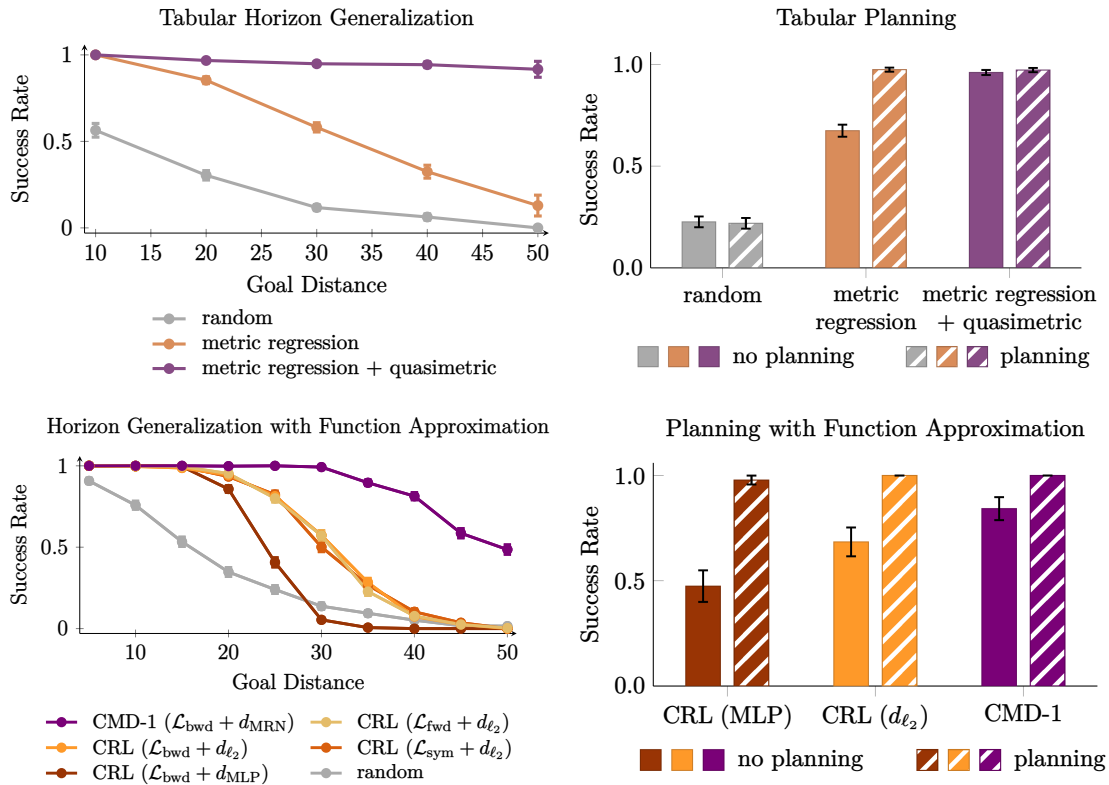 Tabular Horizon Generalization
1
0.5
0
Success Rate
10 15 20 25 30 35 40 45 50
Goal Distance
random
metric regression
metric regression + quasimetric
Tabular Planning
1.0
0.5
0.0
Success Rate
random
metric
regression
metric regression
+ quasimetric
no planning
planning
Horizon Generalization with Function Approximation
1
0.5
0
Success Rate
10 20 30 40 50
Goal Distance
CMD-1 (ℒbwd + dMRN)
CRL (ℒbwd + dℓ2)
CRL (ℒbwd + dMLP)
CRL (ℒfwd + dℓ2)
CRL (ℒsym + dℓ2)
random
Planning with Function Approximation
1.0
0.5
0.0
Success Rate
CRL (MLP) CRL (dℓ2) CMD-1
no planning
planning